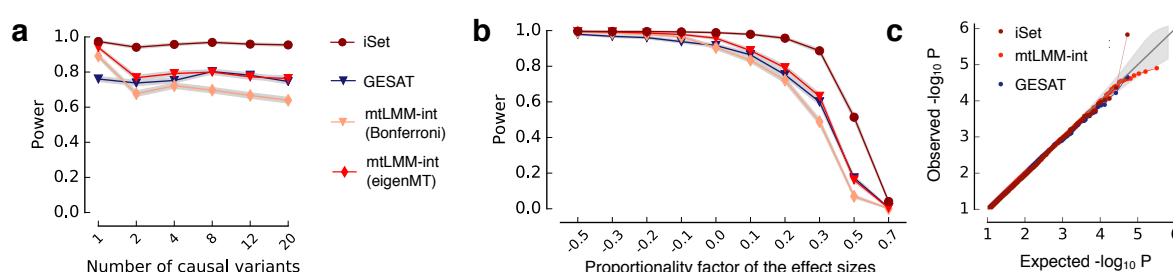 a
Power
1.0
0.8
0.6
0.4
0.2
0.0
1
2
4
8
12
20
Number of causal variants
iSet
GESAT
mtLMM-int
(Bonferroni)
mtLMM-int
(eigenMT)
b
Power
1.0
0.8
0.6
0.4
0.2
0.0
-0.5
-0.3
-0.2
-0.1
0.0
0.1
0.2
0.3
0.5
0.7
Proportionality factor of the effect sizes
c
iSet
mtLMM-int
GESAT
Observed -log10 P
6
5
4
3
2
1
1
2
3
4
5
6
Expected -log10 P